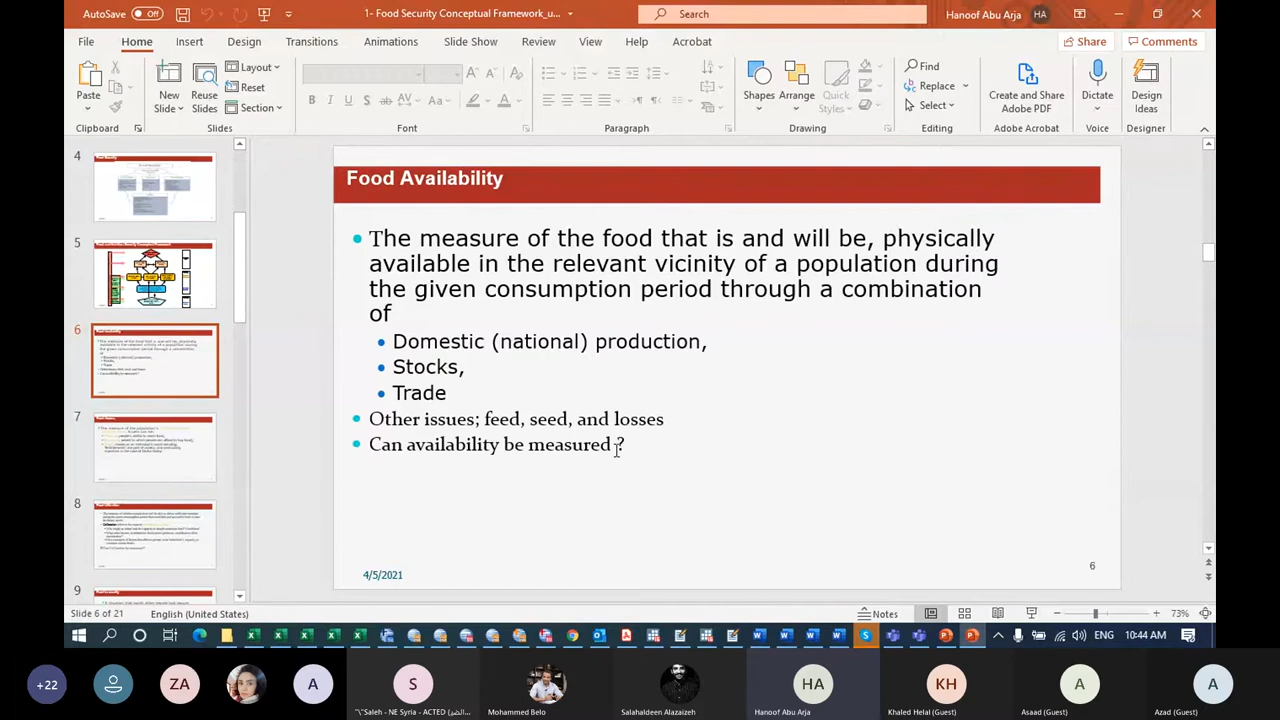 AutoSave Off
1- Food Security Conceptual Framework_u...
Search
Hanoof Abu Arja HA
File Home Insert Design Transitions Animations Slide Show Review View Help Acrobat
Share Comments
Paste
Clipboard
New Slide
Reuse Slides
Layout
Reset
Section
Slides
B I U S ab AV Aa
Font
Paragraph
Shapes
Arrange
Quick Styles
Drawing
Find
Replace
Select
Editing
Create and Share Adobe PDF
Adobe Acrobat
Dictate
Voice
Design Ideas
Designer
4
5
6
7
8
9
Food Availability
The measure of the food that is and will be, physically
available in the relevant vicinity of a population during
the given consumption period through a combination
of
Domestic (national) production,
Stocks,
Trade
Other issues; feed, seed, and losses
Can availability be measured ?
4/5/2021
6
Slide 6 of 21 English (United States)
Notes
73%
ENG 10:44 AM
+22
ZA
A
S
HA
KH
A
A
Saleh - NE Syria - ACTED
Mohammed Belo
Salahaldeen Alazaizeh
Hanoof Abu Arja
Khaled Helal (Guest)
Asaad (Guest)
Azad (Guest)